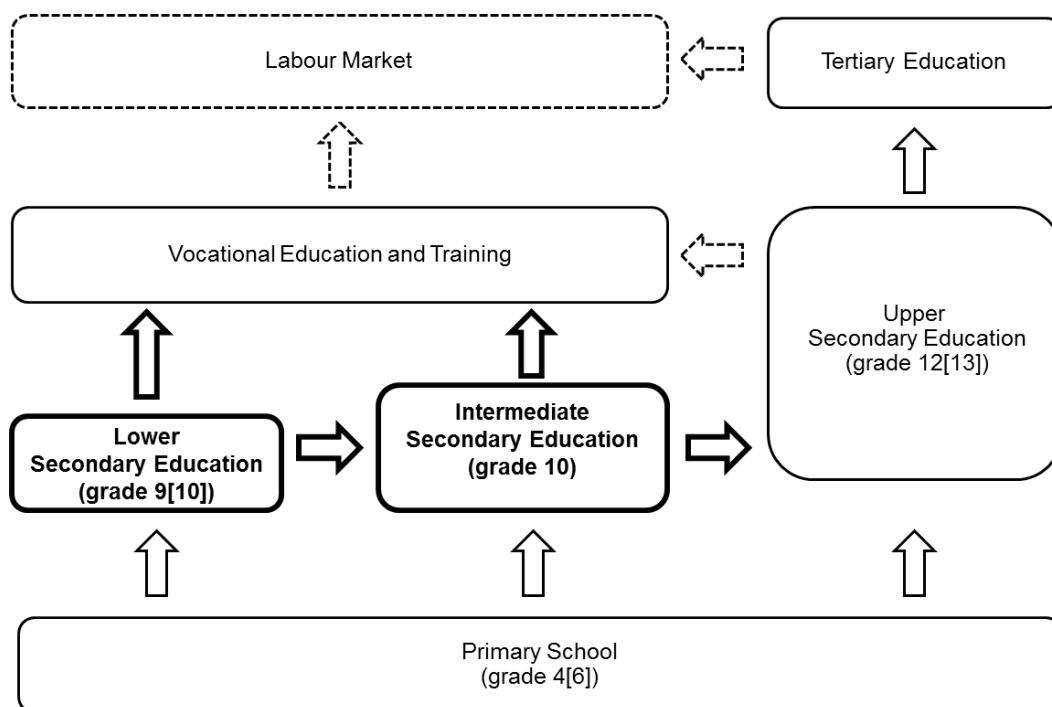 Labour Market
Tertiary Education
Vocational Education and Training
Upper
Secondary Education
(grade 12[13])
Lower
Secondary Education
(grade 9[10])
Intermediate
Secondary Education
(grade 10)
Primary School
(grade 4[6])